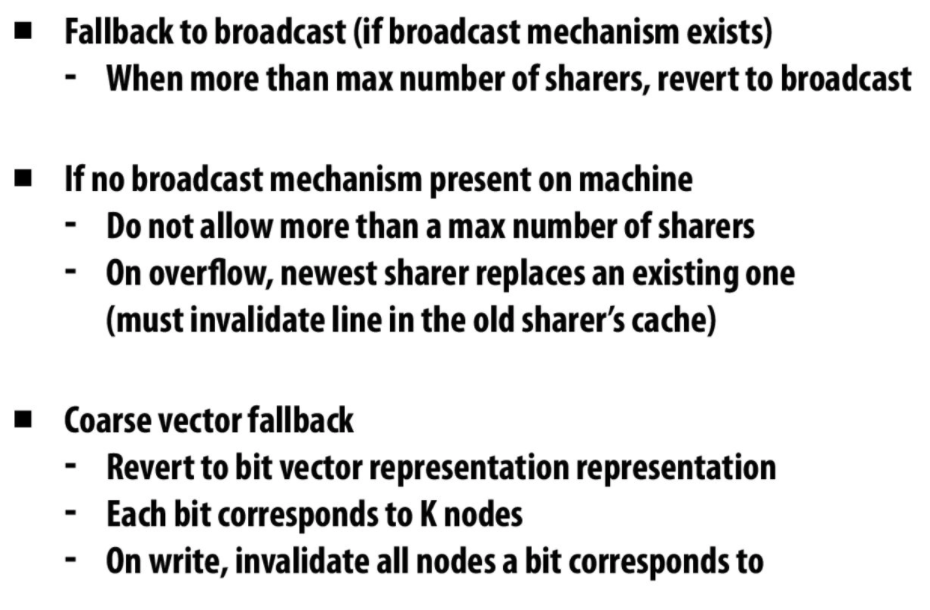 ■ Fallback to broadcast (if broadcast mechanism exists)
- When more than max number of sharers, revert to broadcast
■ If no broadcast mechanism present on machine
- Do not allow more than a max number of sharers
- On overflow, newest sharer replaces an existing one
(must invalidate line in the old sharer’s cache)
■ Coarse vector fallback
- Revert to bit vector representation representation
- Each bit corresponds to K nodes
- On write, invalidate all nodes a bit corresponds to